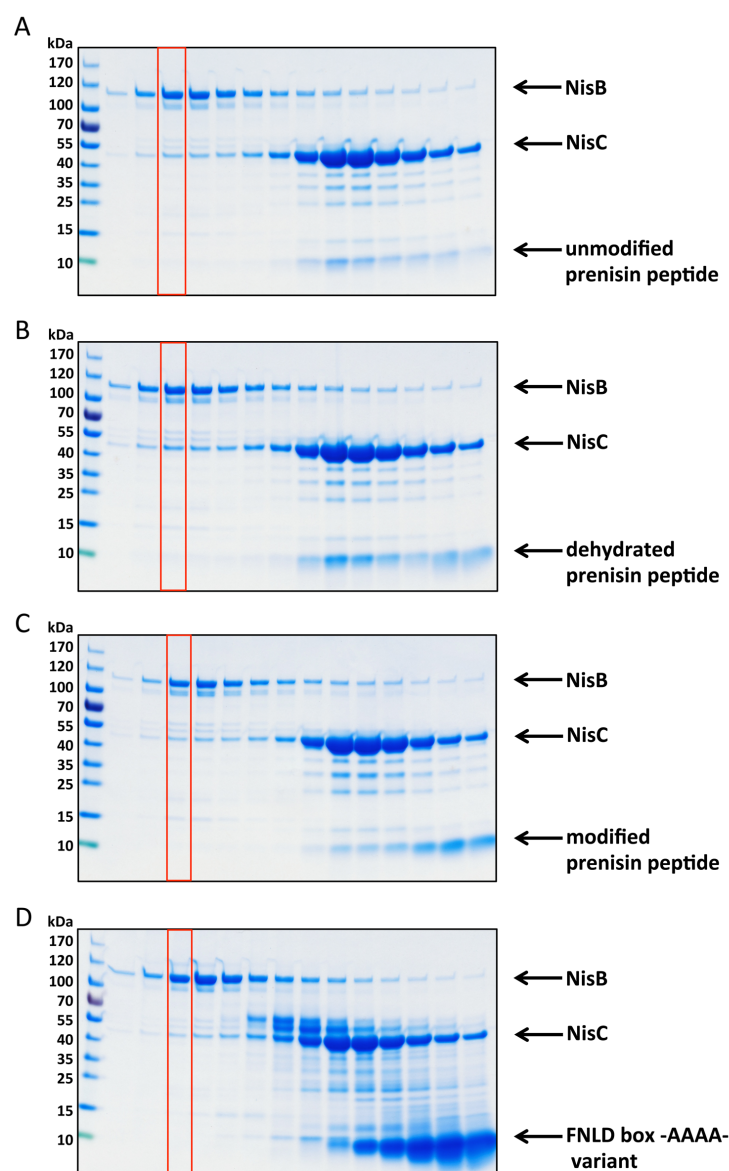 A
kDa
170
120
100
70
55
40
35
25
15
10
NisB
NisC
unmodified
prenisin peptide
B
kDa
170
120
100
70
55
40
35
25
15
10
NisB
NisC
dehydrated
prenisin peptide
C
kDa
170
120
100
70
55
40
35
25
15
10
NisB
NisC
modified
prenisin peptide
D
kDa
170
120
100
70
55
40
35
25
15
10
NisB
NisC
FNLD box -AAAA-
variant